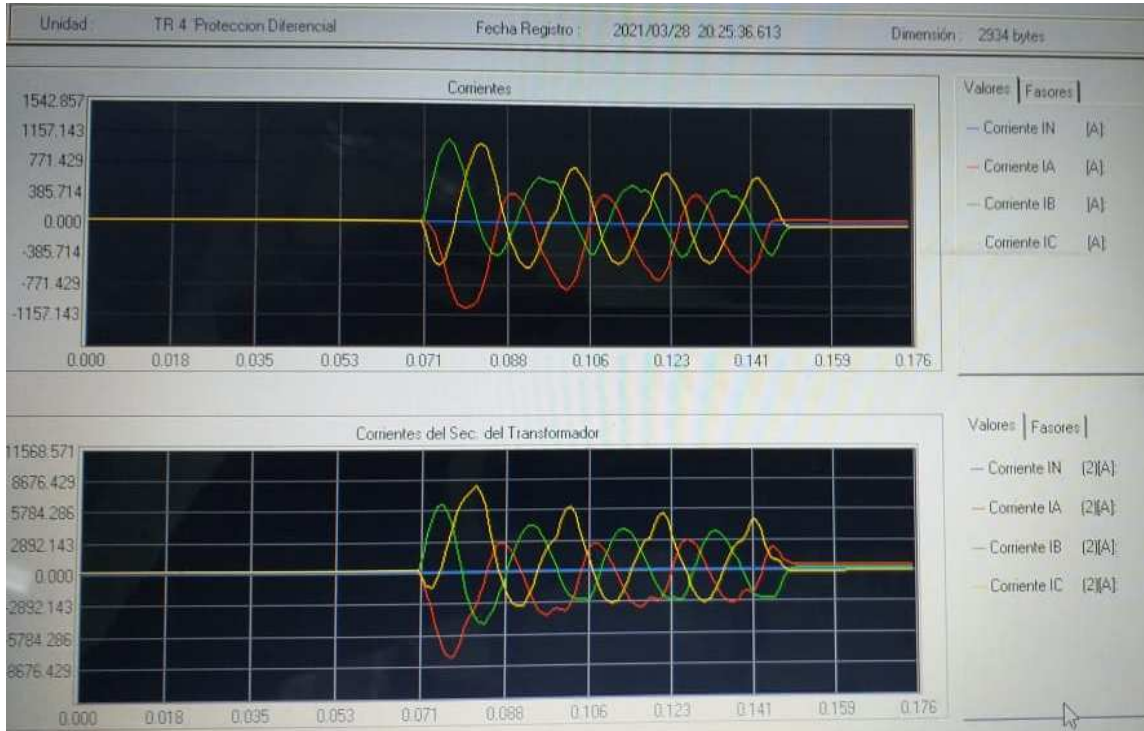 Unidad : TR 4 Proteccion Diferencial Fecha Registro : 2021/03/28 20:25:36.613 Dimensión : 2934 bytes
Corrientes
1542.857
1157.143
771.429
385.714
0.000
-385.714
-771.429
-1157.143
0.000 0.018 0.035 0.053 0.071 0.088 0.106 0.123 0.141 0.159 0.176
Valores Fasores
Corriente IN [A]:
Corriente IA [A]:
Corriente IB [A]:
Corriente IC [A]:
Corrientes del Sec. del Transformador
11568.571
8676.429
5784.286
2892.143
0.000
-2892.143
-5784.286
-8676.429
0.000 0.018 0.035 0.053 0.071 0.088 0.106 0.123 0.141 0.159 0.176
Valores Fasores
Corriente IN (2)[A]:
Corriente IA (2)[A]:
Corriente IB (2)[A]:
Corriente IC (2)[A]: